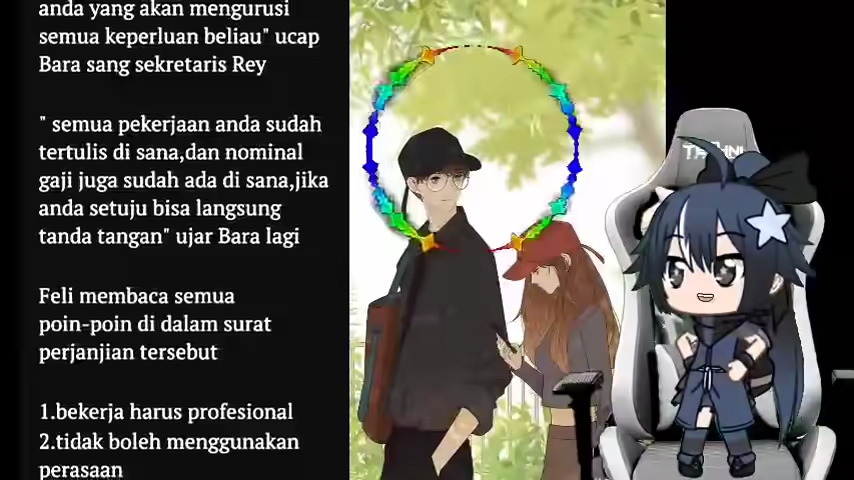 anda yang akan mengurusi
semua keperluan beliau" ucap
Bara sang sekretaris Rey
" semua pekerjaan anda sudah
tertulis di sana,dan nominal
gaji juga sudah ada di sana,jika
anda setuju bisa langsung
tanda tangan" ujar Bara lagi
Feli membaca semua
poin-poin di dalam surat
perjanjian tersebut
1.bekerja harus profesional
2.tidak boleh menggunakan
perasaan